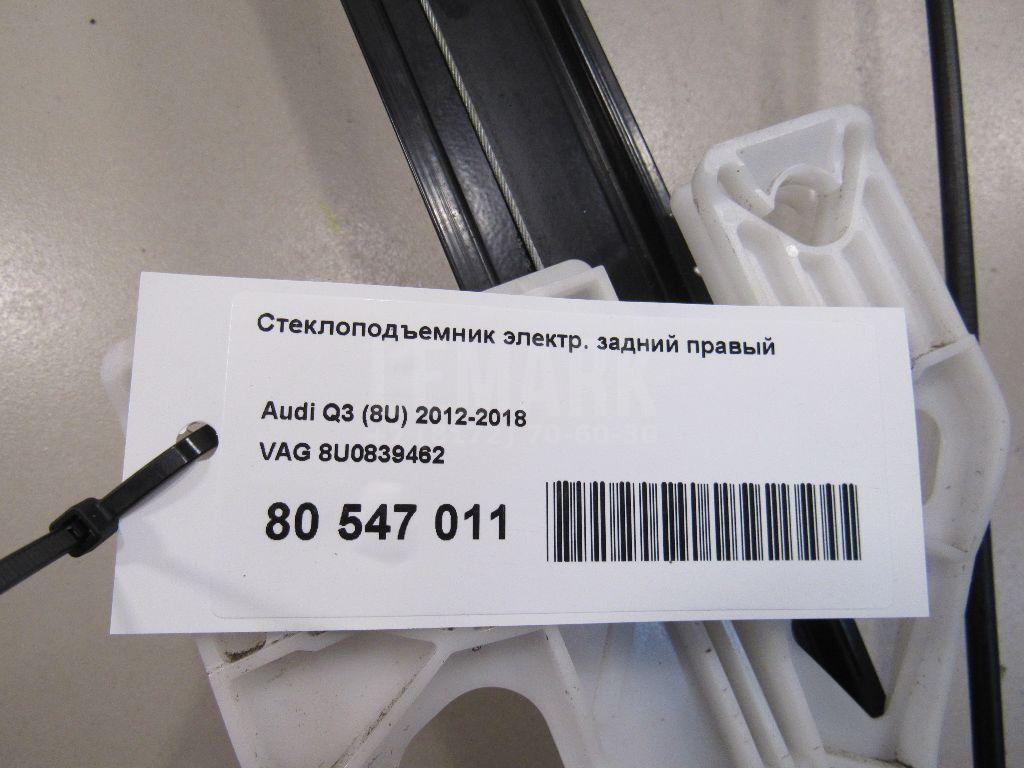 Стеклоподъемник электр. задний правый
Audi Q3 (8U) 2012-2018
VAG 8U0839462
80 547 011